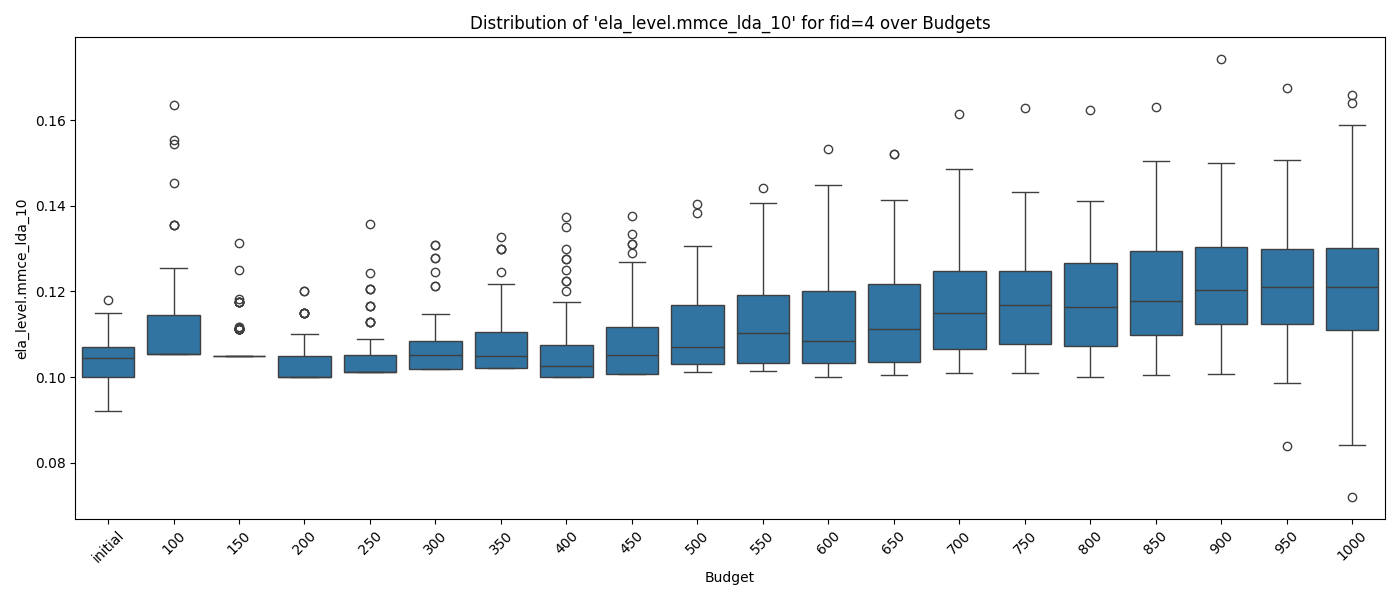 Distribution of 'ela_level.mmce_lda_10' for fid=4 over Budgets
ela_level.mmce_lda_10
0.16
0.14
0.12
0.10
0.08
initial 100 150 200 250 300 350 400 450 500 550 600 650 700 750 800 850 900 950 1000
Budget